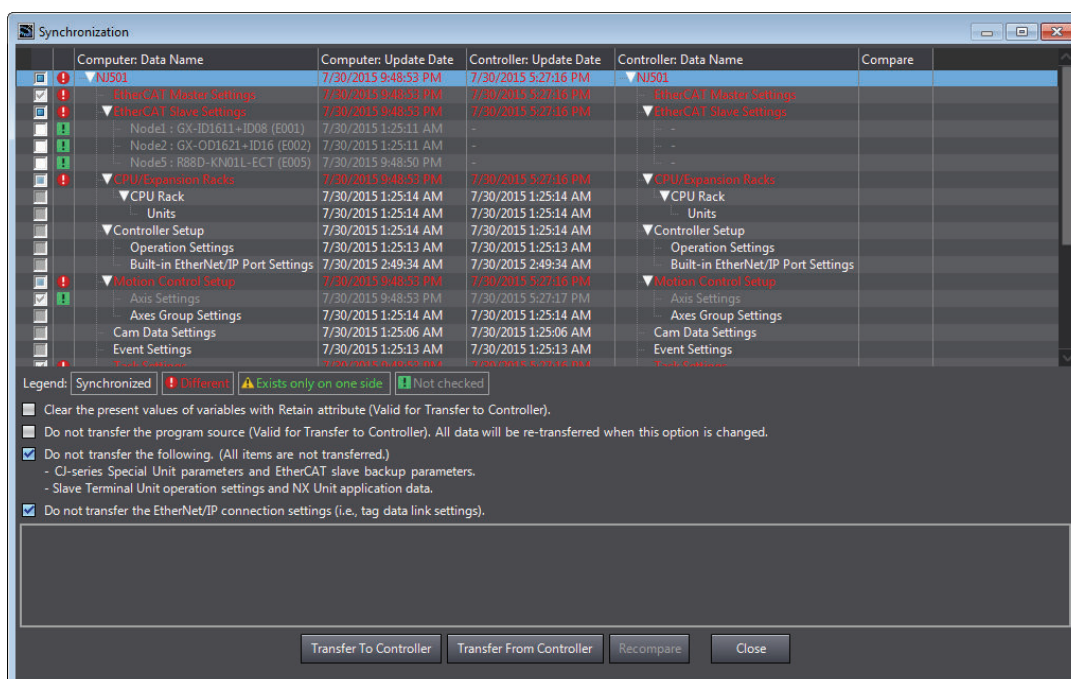 Synchronization
Computer: Data Name Computer: Update Date Controller: Update Date Controller: Data Name Compare
NJ501 7/30/2015 9:48:53 PM 7/30/2015 5:27:16 PM NJ501
EtherCAT Master Settings 7/30/2015 9:48:53 PM 7/30/2015 5:27:16 PM EtherCAT Master Settings
EtherCAT Slave Settings 7/30/2015 9:48:53 PM 7/30/2015 5:27:16 PM EtherCAT Slave Settings
Node1 : GX-ID1611+ID08 (E001) 7/30/2015 1:25:11 AM - -
Node2 : GX-OD1621+ID16 (E002) 7/30/2015 1:25:11 AM - -
Node5 : R88D-KN01L-ECT (E005) 7/30/2015 9:48:50 PM - -
CPU/Expansion Racks 7/30/2015 9:48:53 PM 7/30/2015 5:27:16 PM CPU/Expansion Racks
CPU Rack 7/30/2015 1:25:14 AM 7/30/2015 1:25:14 AM CPU Rack
Units 7/30/2015 1:25:14 AM 7/30/2015 1:25:14 AM Units
Controller Setup 7/30/2015 1:25:14 AM 7/30/2015 1:25:14 AM Controller Setup
Operation Settings 7/30/2015 1:25:13 AM 7/30/2015 1:25:13 AM Operation Settings
Built-in EtherNet/IP Port Settings 7/30/2015 2:49:34 AM 7/30/2015 2:49:34 AM Built-in EtherNet/IP Port Settings
Motion Control Setup 7/30/2015 9:48:53 PM 7/30/2015 5:27:16 PM Motion Control Setup
Axis Settings 7/30/2015 9:48:53 PM 7/30/2015 5:27:17 PM Axis Settings
Axes Group Settings 7/30/2015 1:25:14 AM 7/30/2015 1:25:14 AM Axes Group Settings
Cam Data Settings 7/30/2015 1:25:06 AM 7/30/2015 1:25:06 AM Cam Data Settings
Event Settings 7/30/2015 1:25:13 AM 7/30/2015 1:25:13 AM Event Settings
Legend: Synchronized Different Exists only on one side Not checked
Clear the present values of variables with Retain attribute (Valid for Transfer to Controller).
Do not transfer the program source (Valid for Transfer to Controller). All data will be re-transferred when this option is changed.
Do not transfer the following. (All items are not transferred.)
- CJ-series Special Unit parameters and EtherCAT slave backup parameters.
- Slave Terminal Unit operation settings and NX Unit application data.
Do not transfer the EtherNet/IP connection settings (i.e., tag data link settings).
Transfer To Controller Transfer From Controller Recompare Close